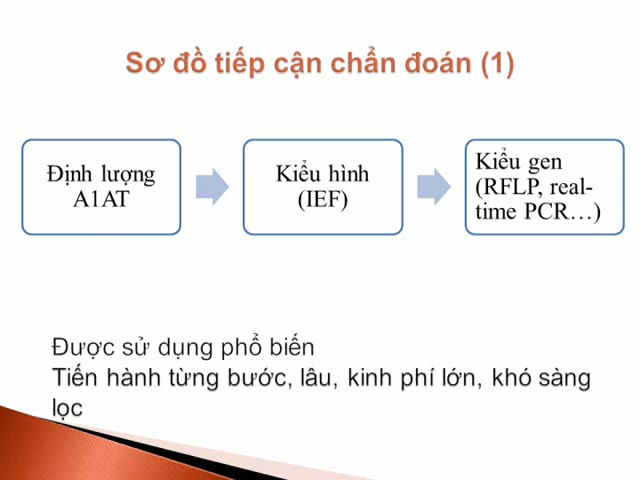 Sơ đồ tiếp cận chẩn đoán (1)
Định lượng
A1AT
Kiểu hình
(IEF)
Kiểu gen
(RFLP, real-
time PCR…)
Được sử dụng phổ biến
Tiến hành từng bước, lâu, kinh phí lớn, khó sàng
lọc